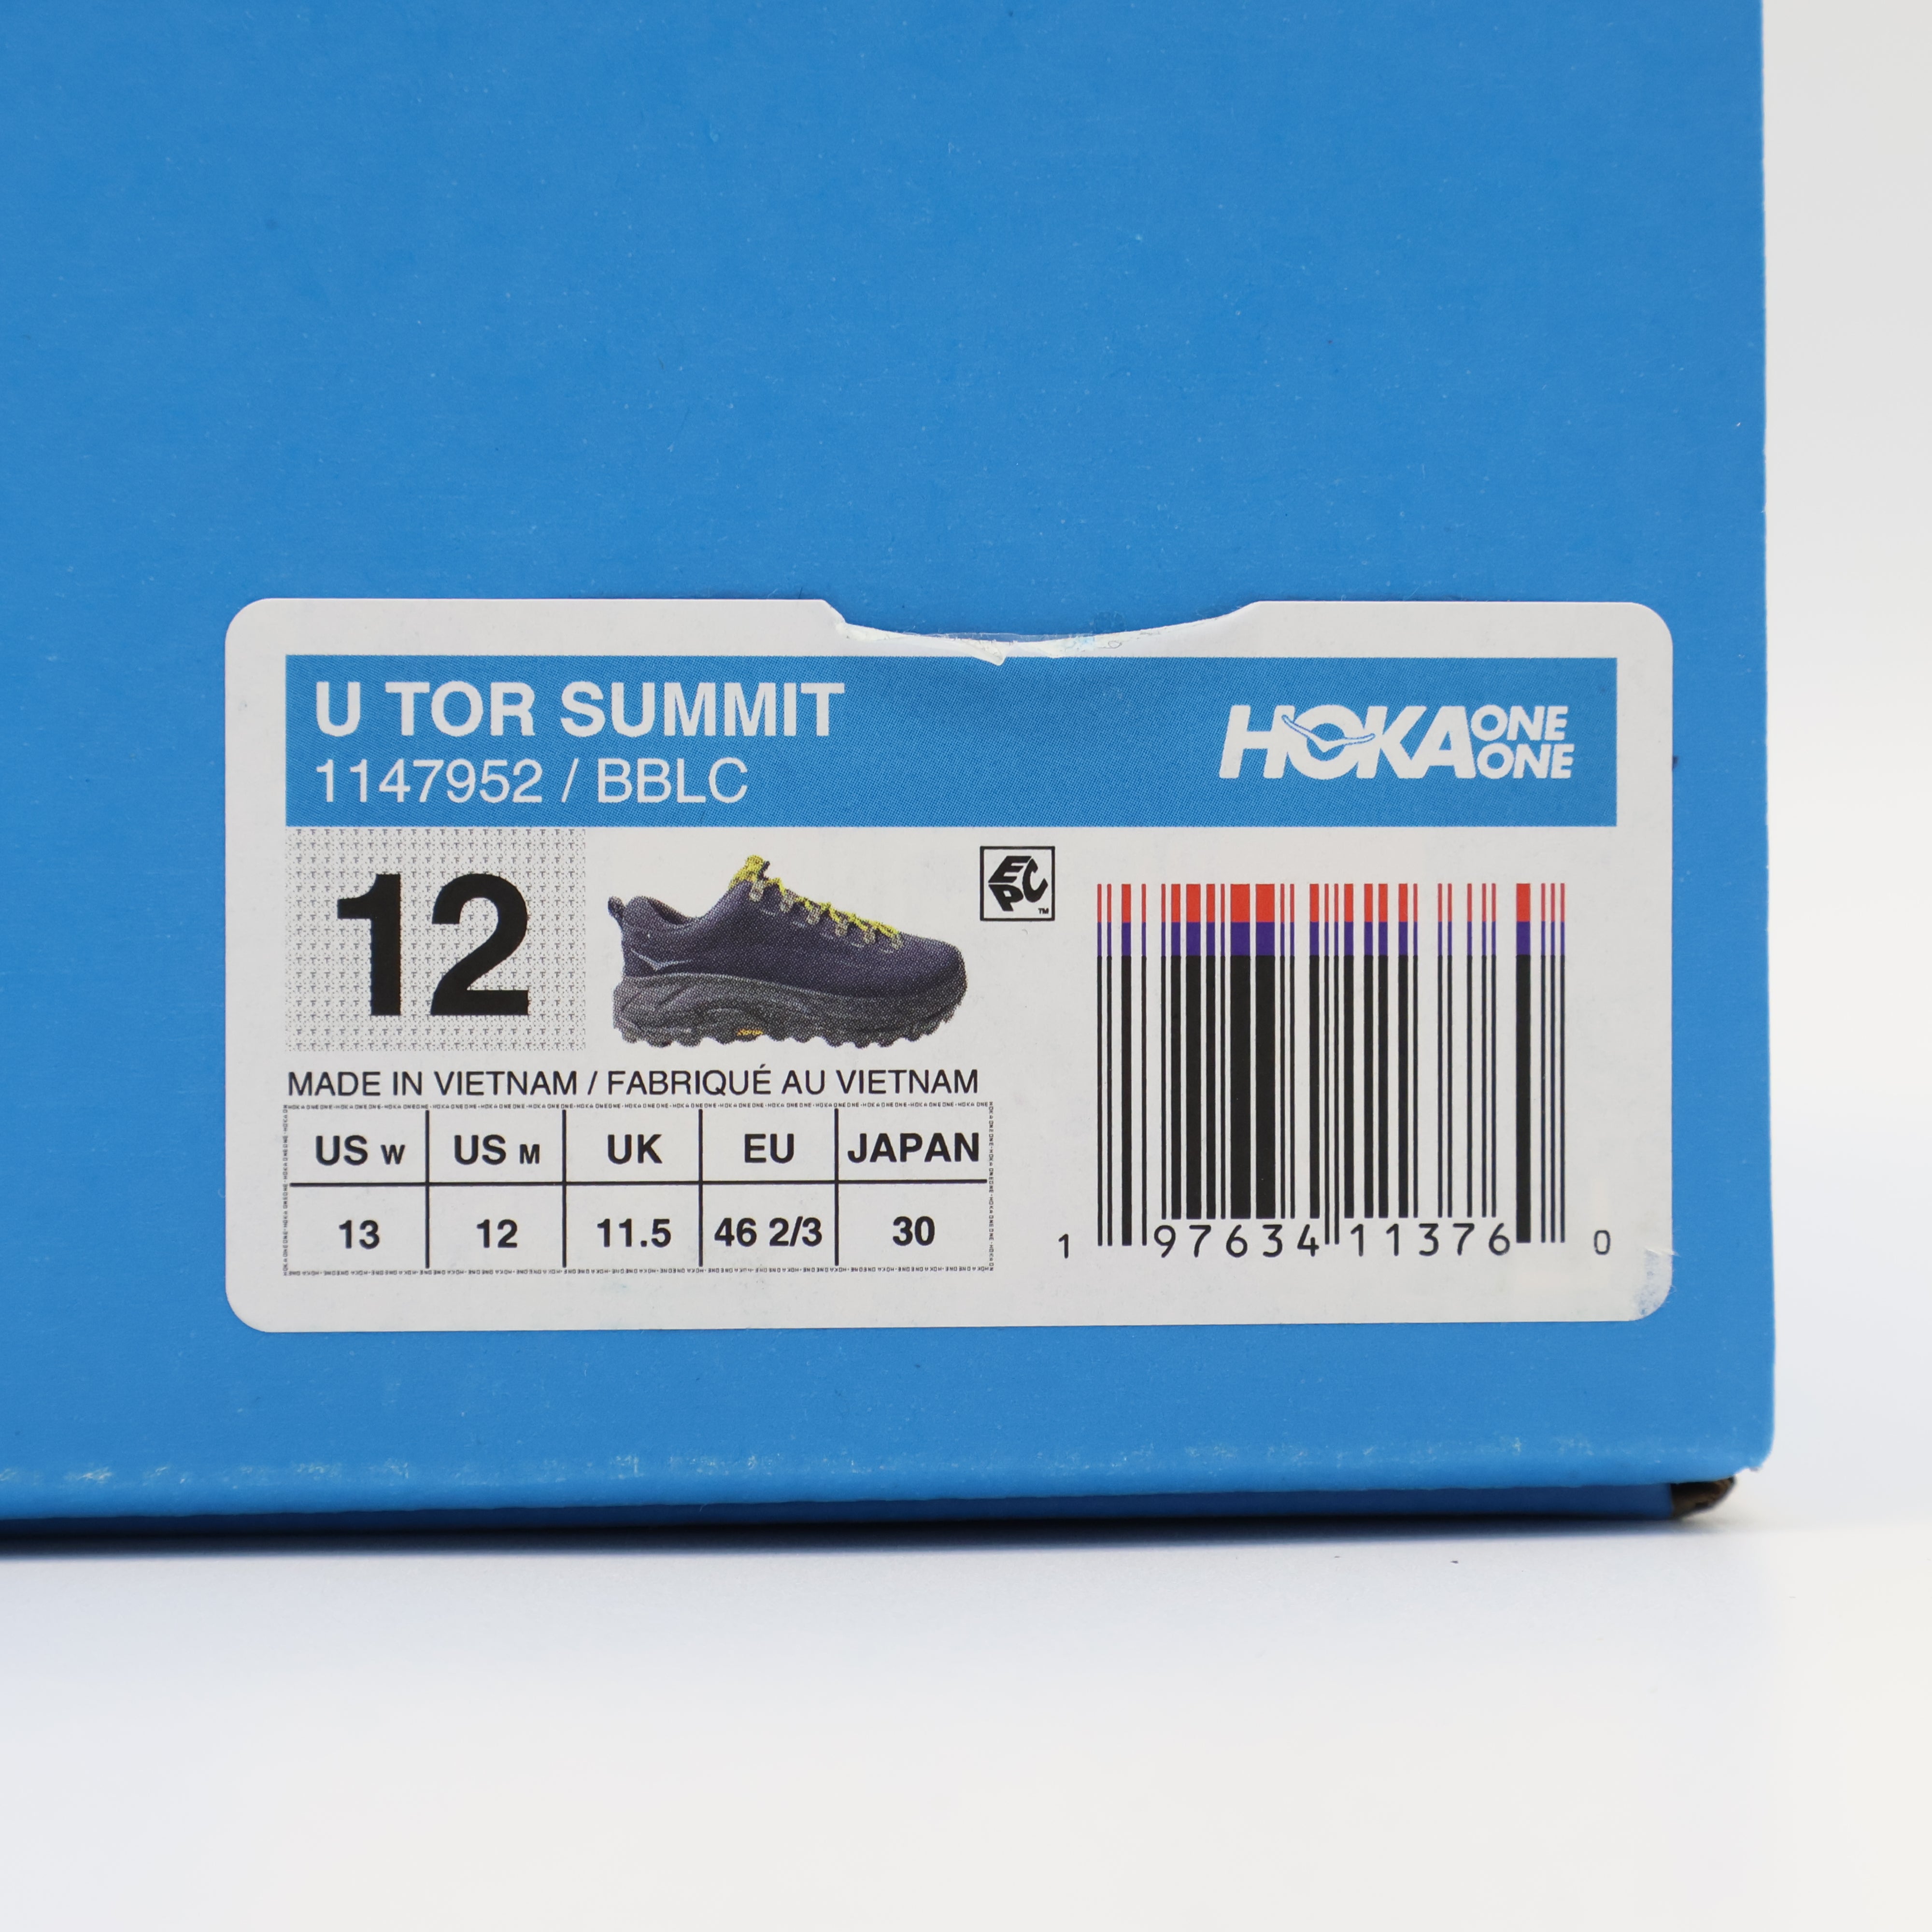 U TOR SUMMIT
1147952 / BBLC
HOKA ONE ONE
12
EPC™
MADE IN VIETNAM / FABRIQUÉ AU VIETNAM
US W US M UK EU JAPAN
13 12 11.5 46 2/3 30
1 97634 11376 0